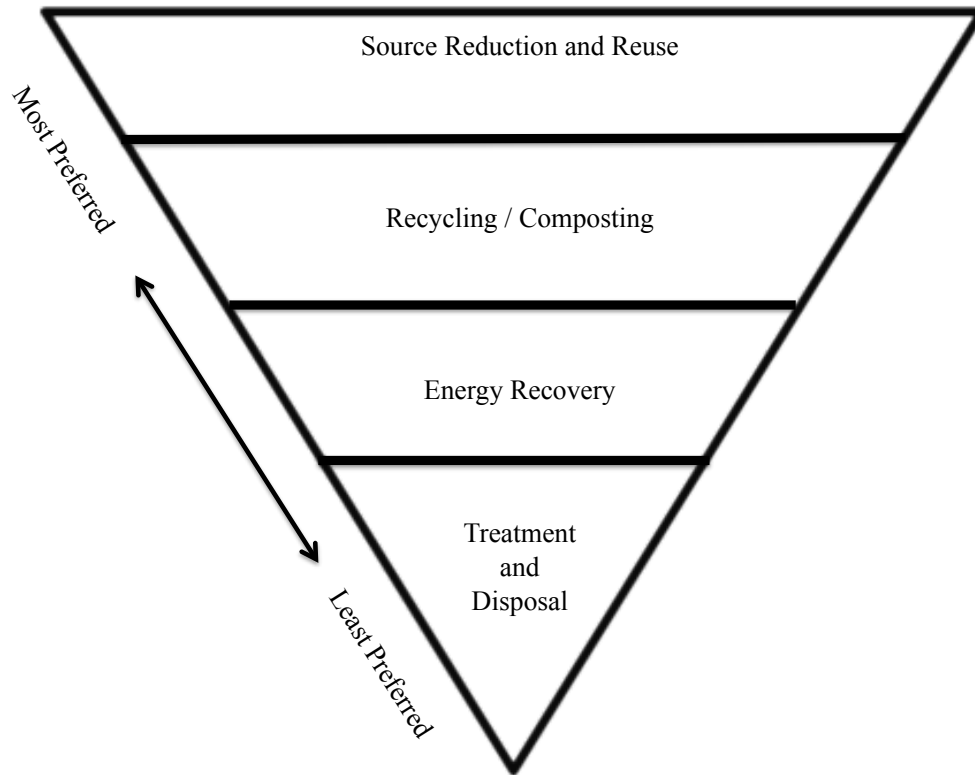 Source Reduction and Reuse
Most Preferred
Recycling / Composting
Energy Recovery
Treatment
and
Disposal
Least Preferred